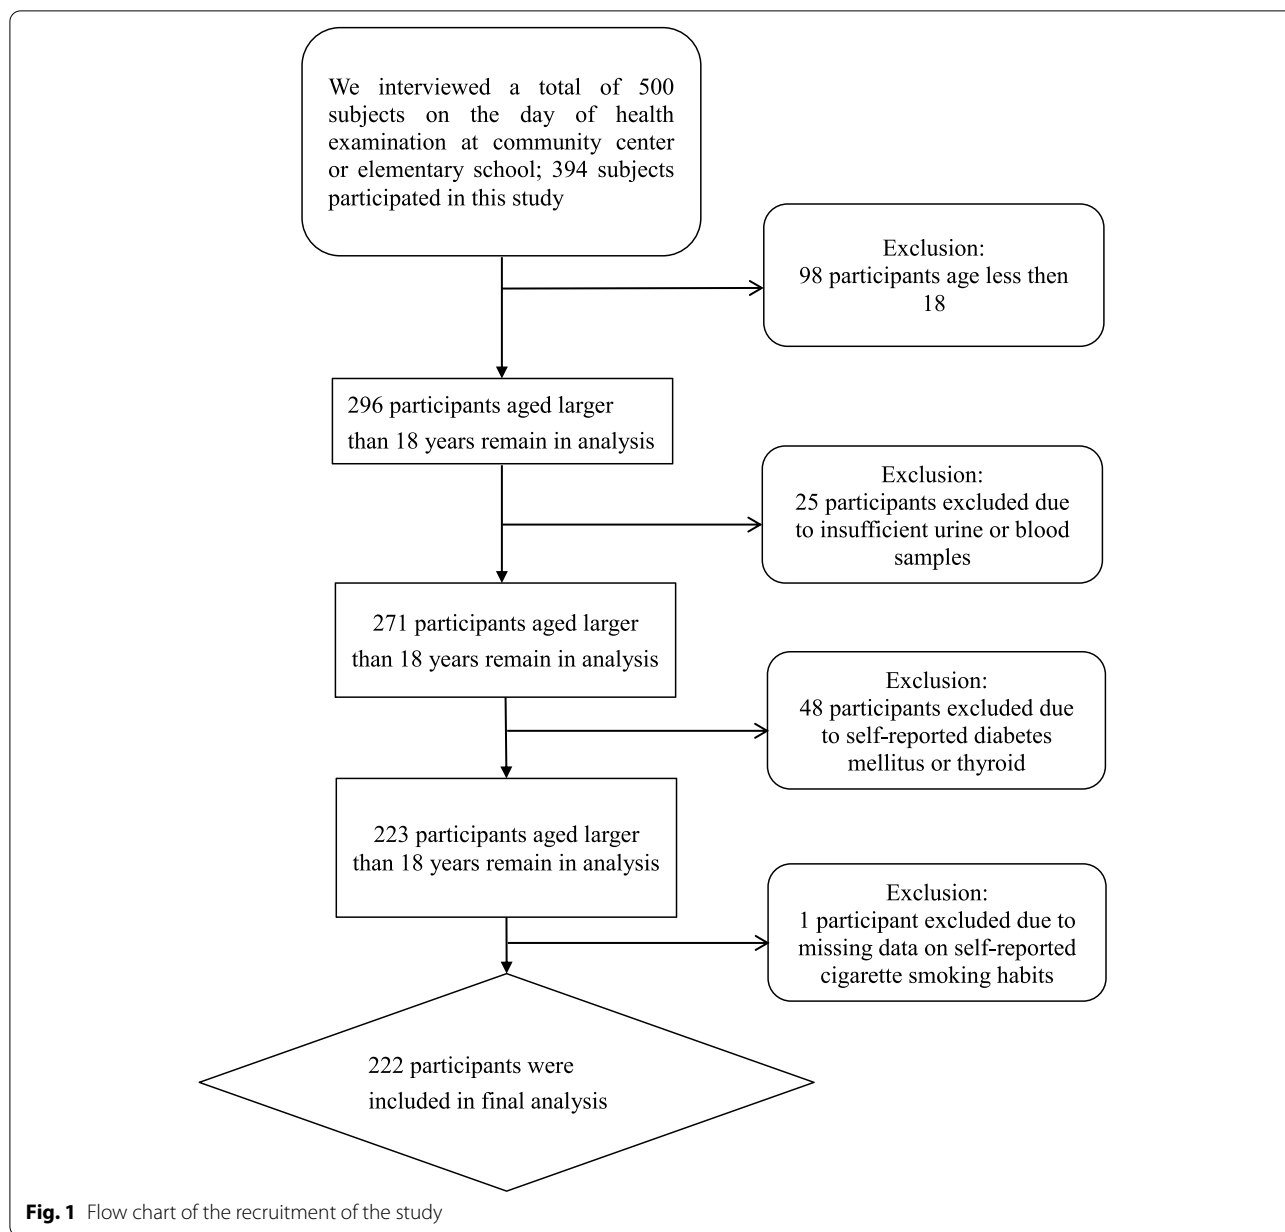 We interviewed a total of 500
subjects on the day of health
examination at community center
or elementary school; 394 subjects
participated in this study
Exclusion:
98 participants age less then
18
296 participants aged larger
than 18 years remain in analysis
Exclusion:
25 participants excluded due
to insufficient urine or blood
samples
271 participants aged larger
than 18 years remain in analysis
Exclusion:
48 participants excluded due
to self-reported diabetes
mellitus or thyroid
223 participants aged larger
than 18 years remain in analysis
Exclusion:
1 participant excluded due to
missing data on self-reported
cigarette smoking habits
222 participants were
included in final analysis
Fig. 1 Flow chart of the recruitment of the study